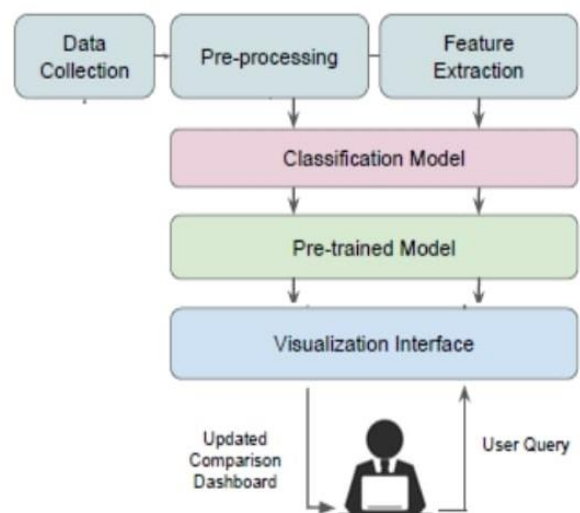 Data
Collection
Pre-processing
Feature
Extraction
Classification Model
Pre-trained Model
Visualization Interface
Updated
Comparison
Dashboard
User Query